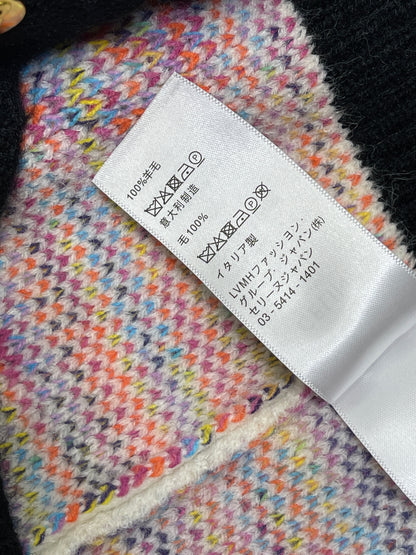 100%羊毛
意大利制造
毛 100%
イタリア製
LVMHファッション・
グループ・ジャパン(株)
セリーヌジャパン
03-5414-1401